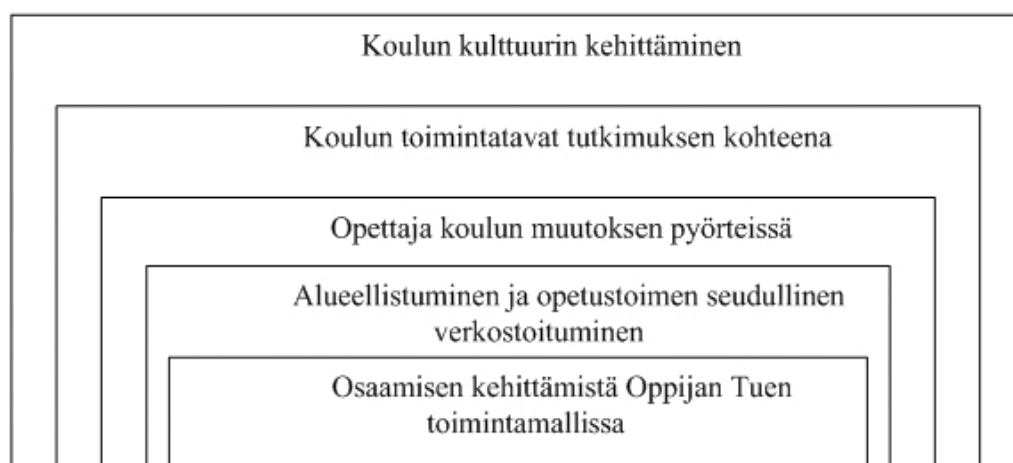 Koulun kulttuurin kehittäminen
Koulun toimintatavat tutkimuksen kohteena
Opettaja koulun muutoksen pyörteissä
Alueellistuminen ja opetustoimen seudullinen
verkostoituminen
Osaamisen kehittämistä Oppijan Tuen
toimintamallissa